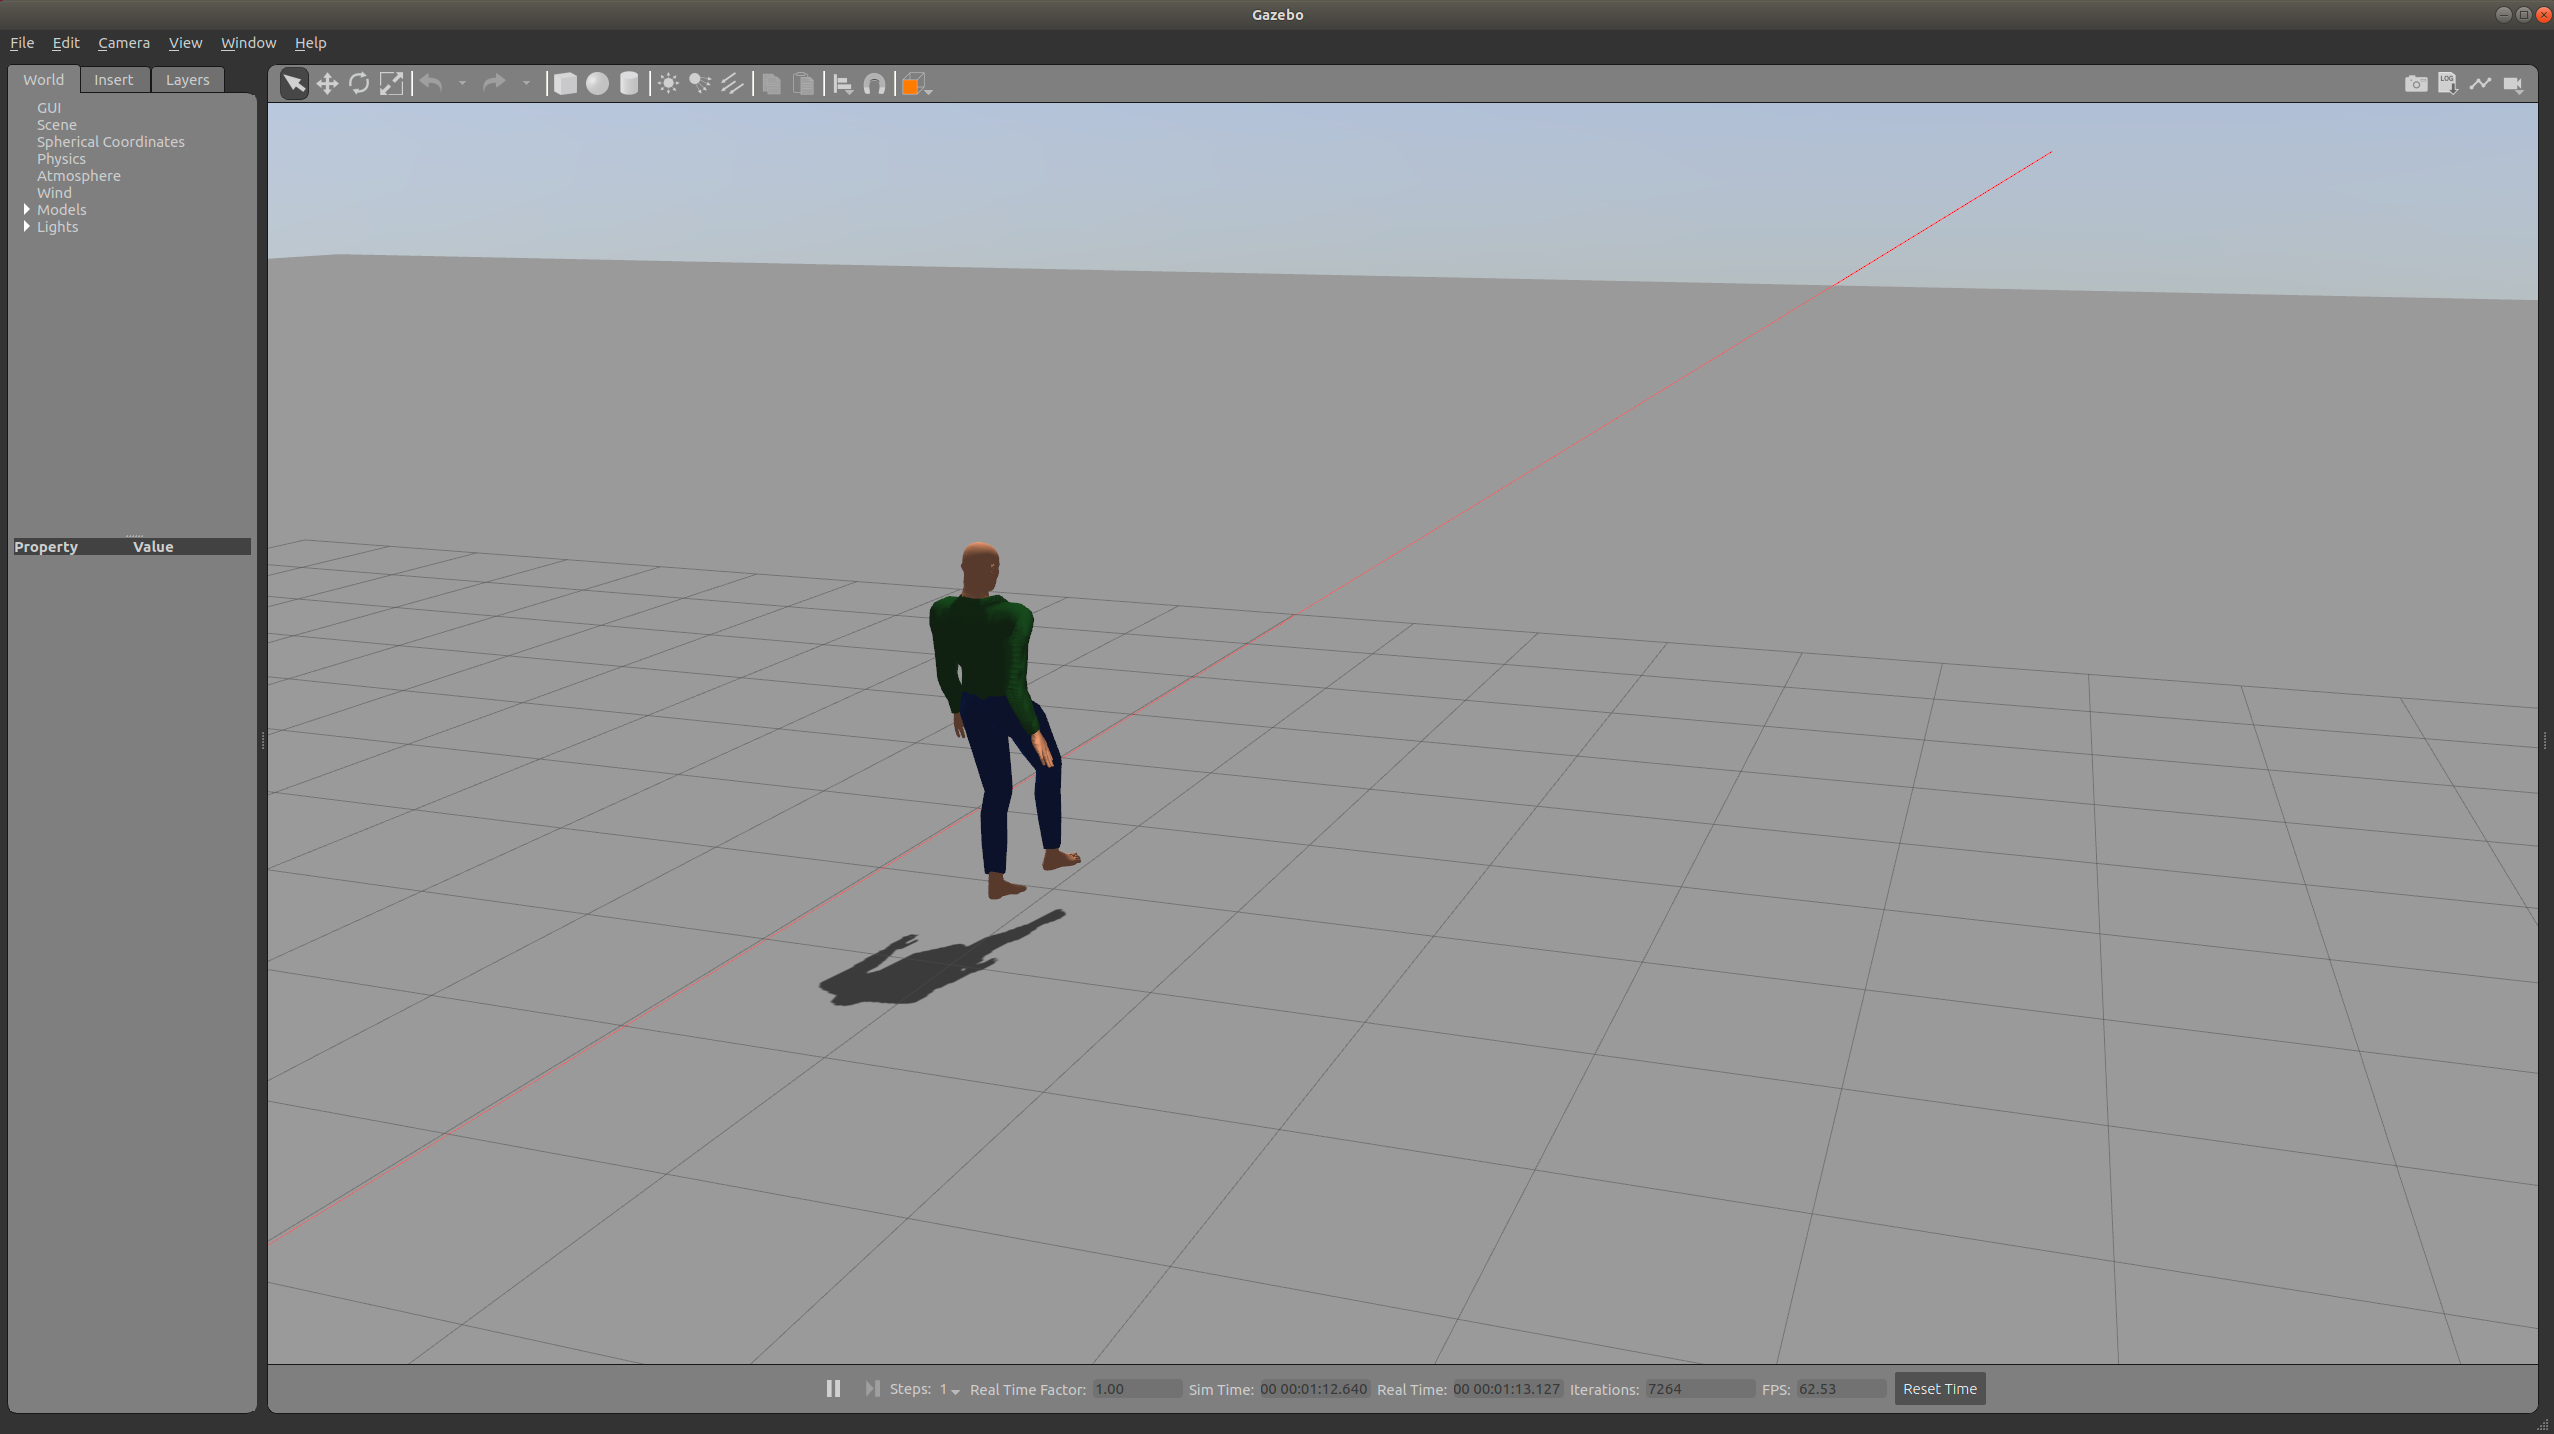 Gazebo
File Edit Camera View Window Help
World Insert Layers
LOG
GUI
Scene
Spherical Coordinates
Physics
Atmosphere
Wind
Models
Lights
Property Value
Steps: 1 Real Time Factor: 1.00 Sim Time: 00 00:01:12.640 Real Time: 00 00:01:13.127 Iterations: 7264 FPS: 62.53 Reset Time